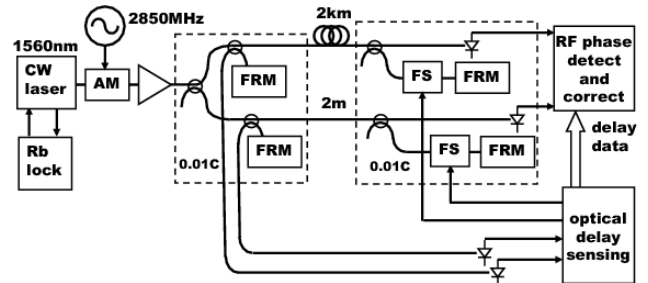 2850MHz
2km
1560nm
CW
laser
AM
FRM
FS
FRM
RF phase
detect
and
correct
2m
Rb
lock
FRM
FS
FRM
delay
data
0.01C
0.01C
optical
delay
sensing